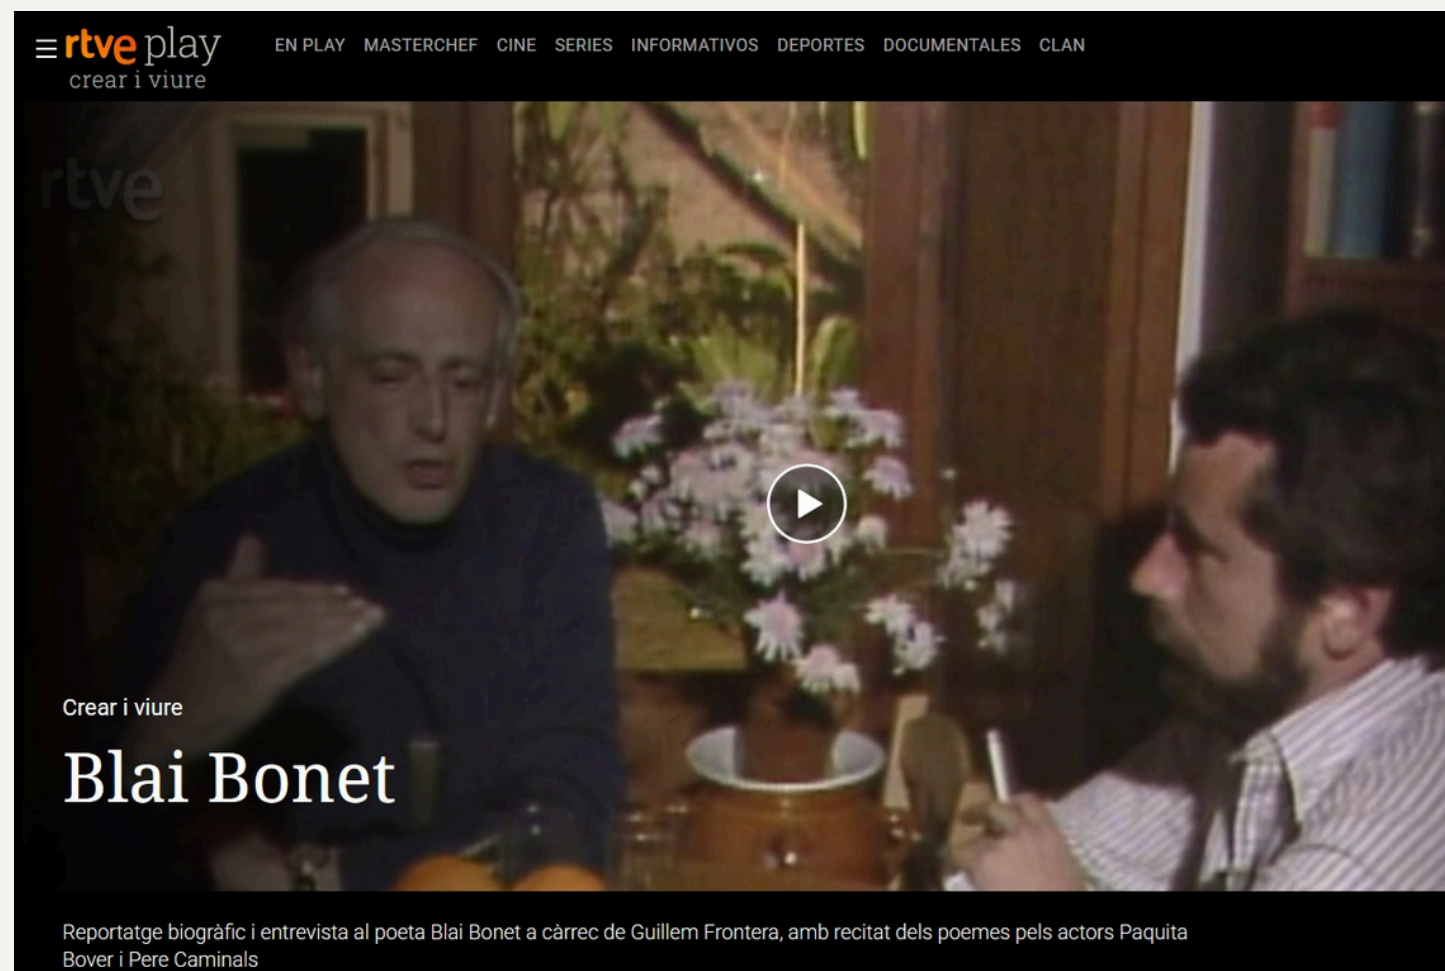 rtve play
crear i viure
EN PLAY MASTERCHEF CINE SERIES INFORMATIVOS DEPORTES DOCUMENTALES CLAN
rtve
Crear i viure
Blai Bonet
Reportatge biogràfic i entrevista al poeta Blai Bonet a càrrec de Guillem Frontera, amb recitat dels poemes pels actors Paquita
Bover i Pere Caminals